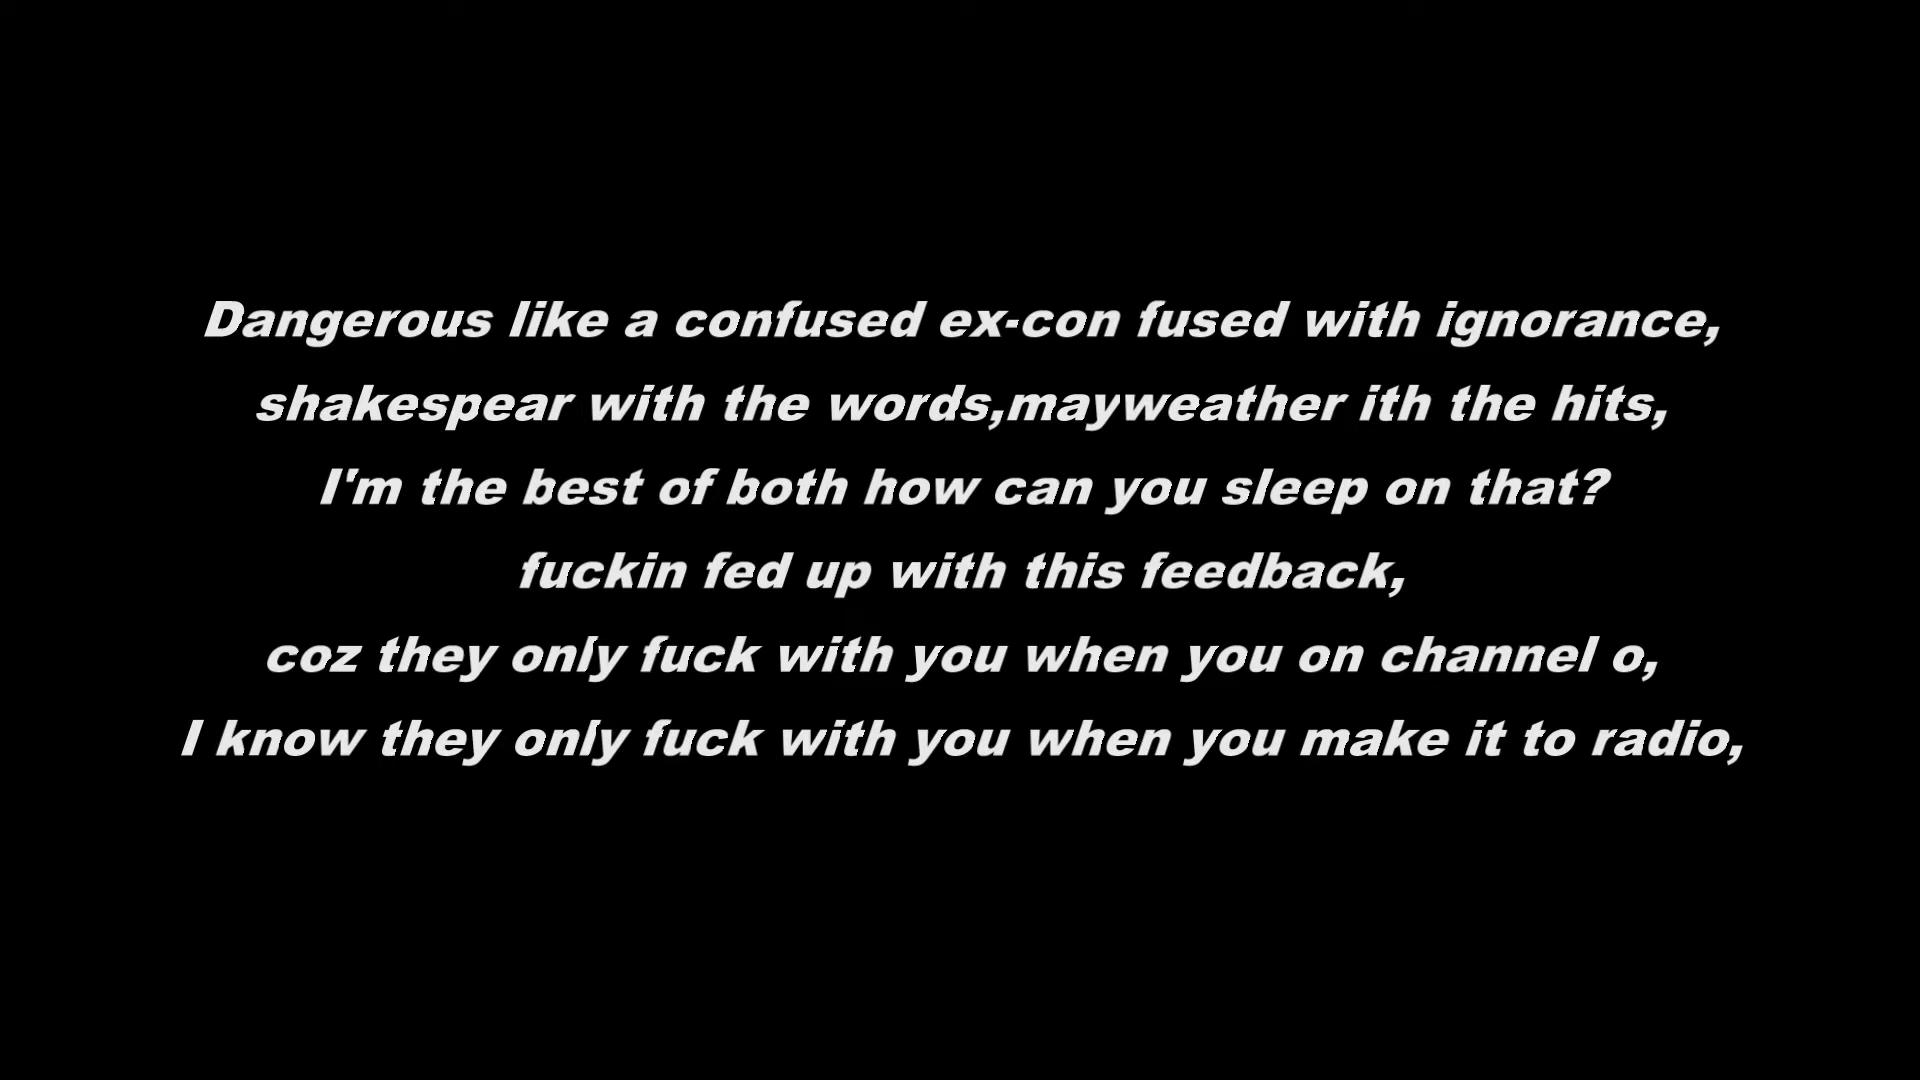 Dangerous like a confused ex-con fused with ignorance,
shakespear with the words,mayweather ith the hits,
I'm the best of both how can you sleep on that?
fuckin fed up with this feedback,
coz they only fuck with you when you on channel o,
I know they only fuck with you when you make it to radio,